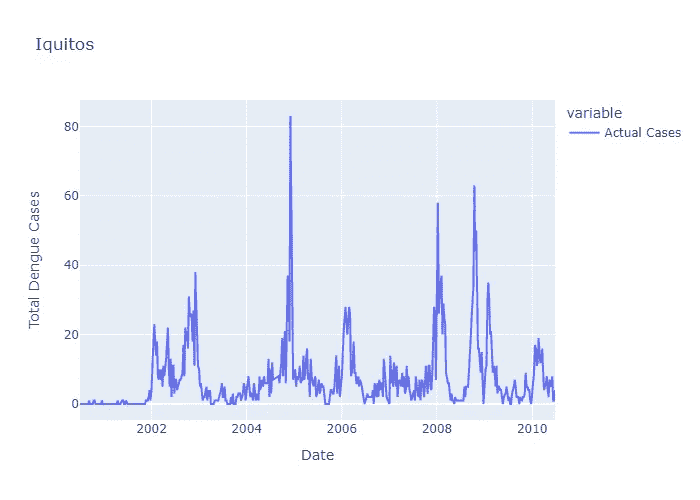 Iquitos
variable
Actual Cases
Total Dengue Cases
80
60
40
20
0
2002 2004 2006 2008 2010
Date